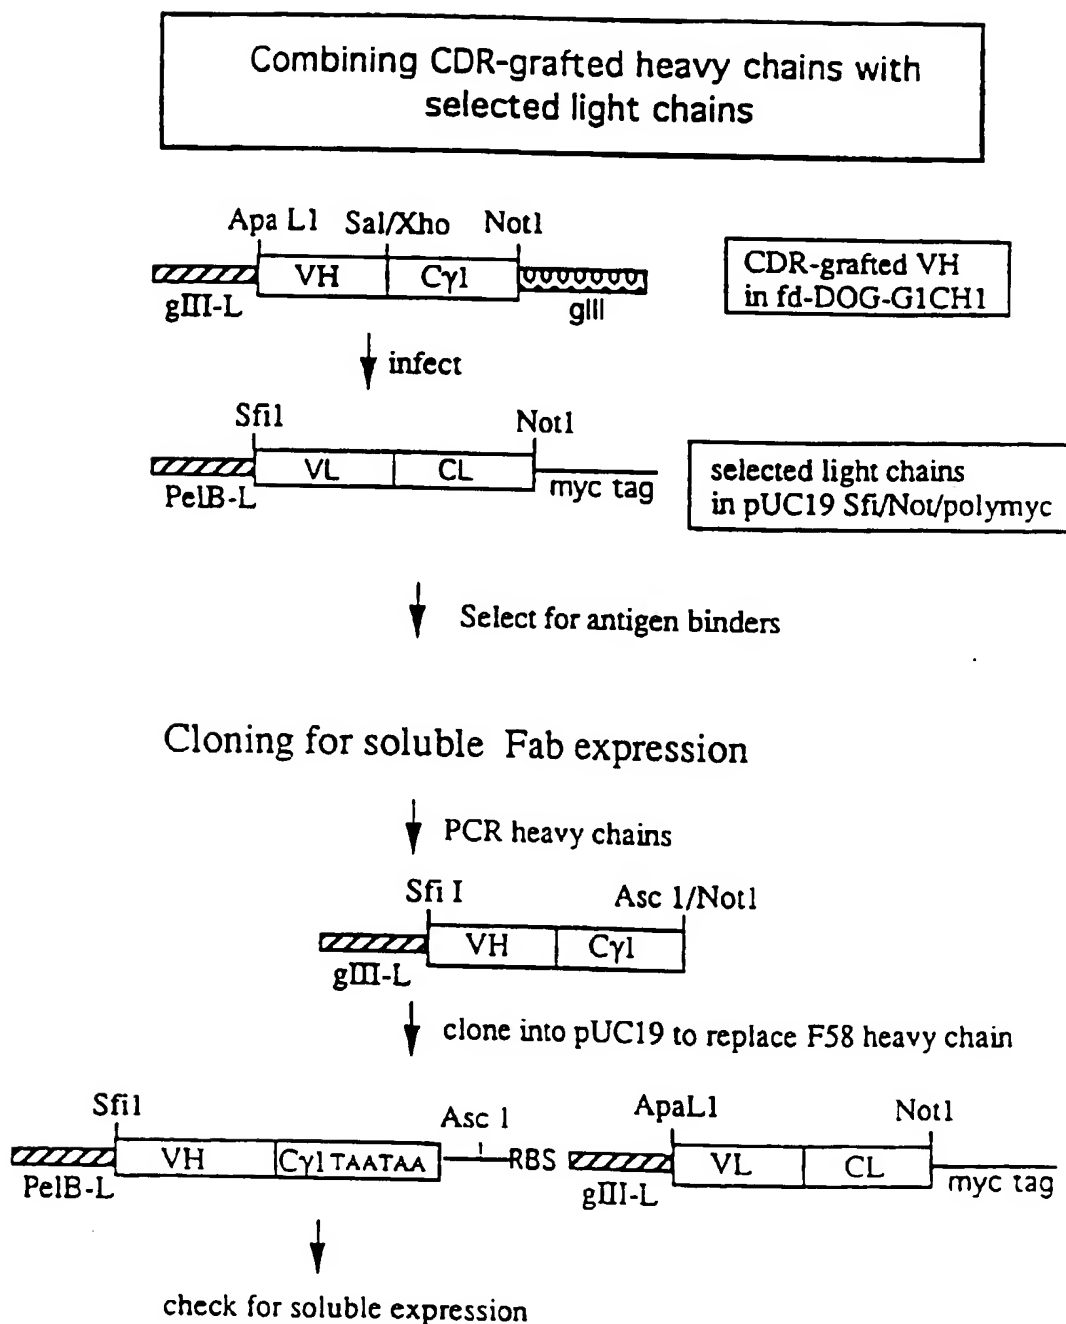 Combining CDR-grafted heavy chains with
selected light chains
Apa L1 Sal/Xho Not1
VH Cγ1
gIII-L gIII
CDR-grafted VH
in fd-DOG-G1CH1
infect
Sfi1 Not1
VL CL
PelB-L myc tag
selected light chains
in pUC19 Sfi/Not/polymyc
Select for antigen binders
Cloning for soluble Fab expression
PCR heavy chains
Sfi I Asc 1/Not1
VH Cγ1
gIII-L
clone into pUC19 to replace F58 heavy chain
Sfi1 Asc 1 ApaL1 Not1
VH Cγ1 TAATAA RBS VL CL
PelB-L gIII-L myc tag
check for soluble expression